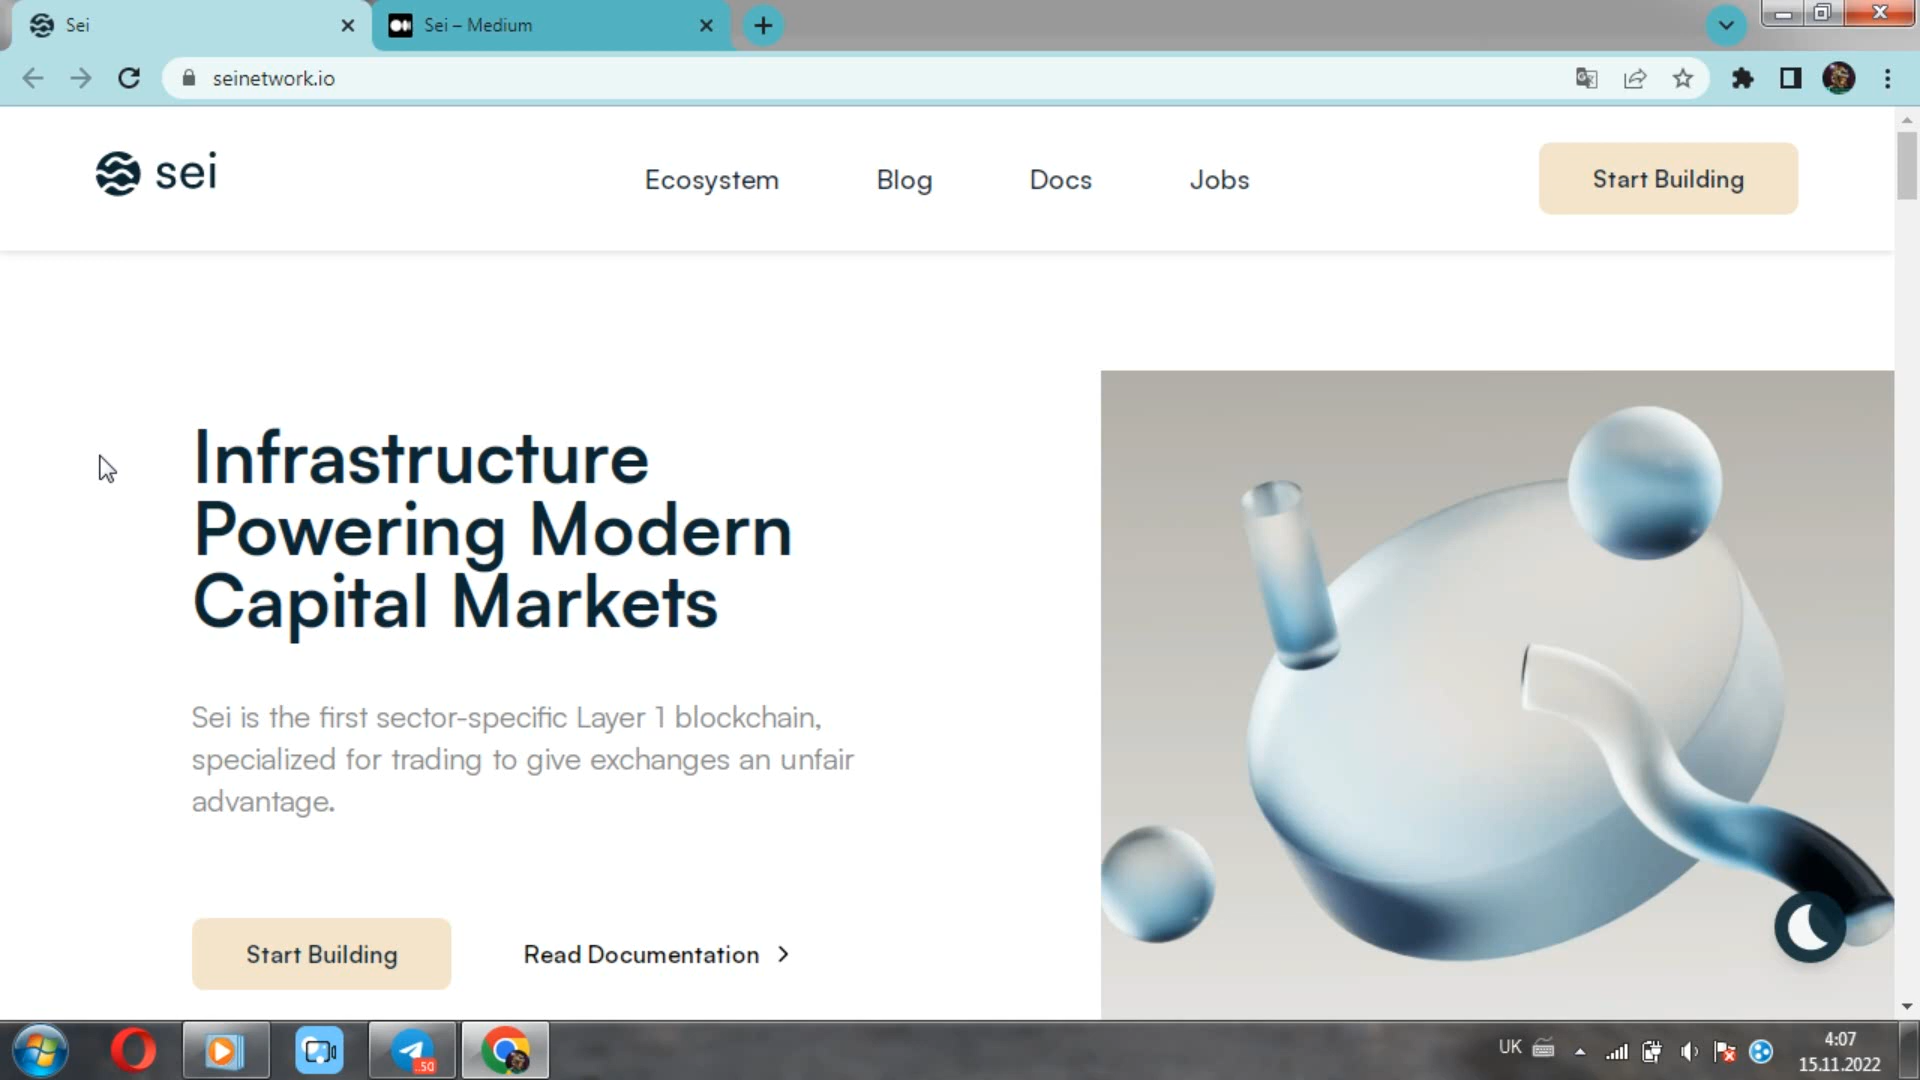 Sei
Sei – Medium
seinetwork.io
sei
Ecosystem
Blog
Docs
Jobs
Start Building
Infrastructure
Powering Modern
Capital Markets
Sei is the first sector-specific Layer 1 blockchain,
specialized for trading to give exchanges an unfair
advantage.
Start Building
Read Documentation
50
UK
4:07
15.11.2022